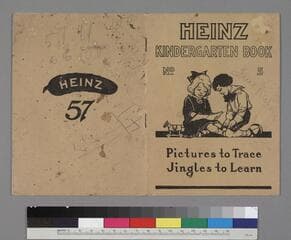 HEINZ
57
HEINZ
KINDERGARTEN BOOK
NO 5
Pictures to Trace
Jingles to Learn